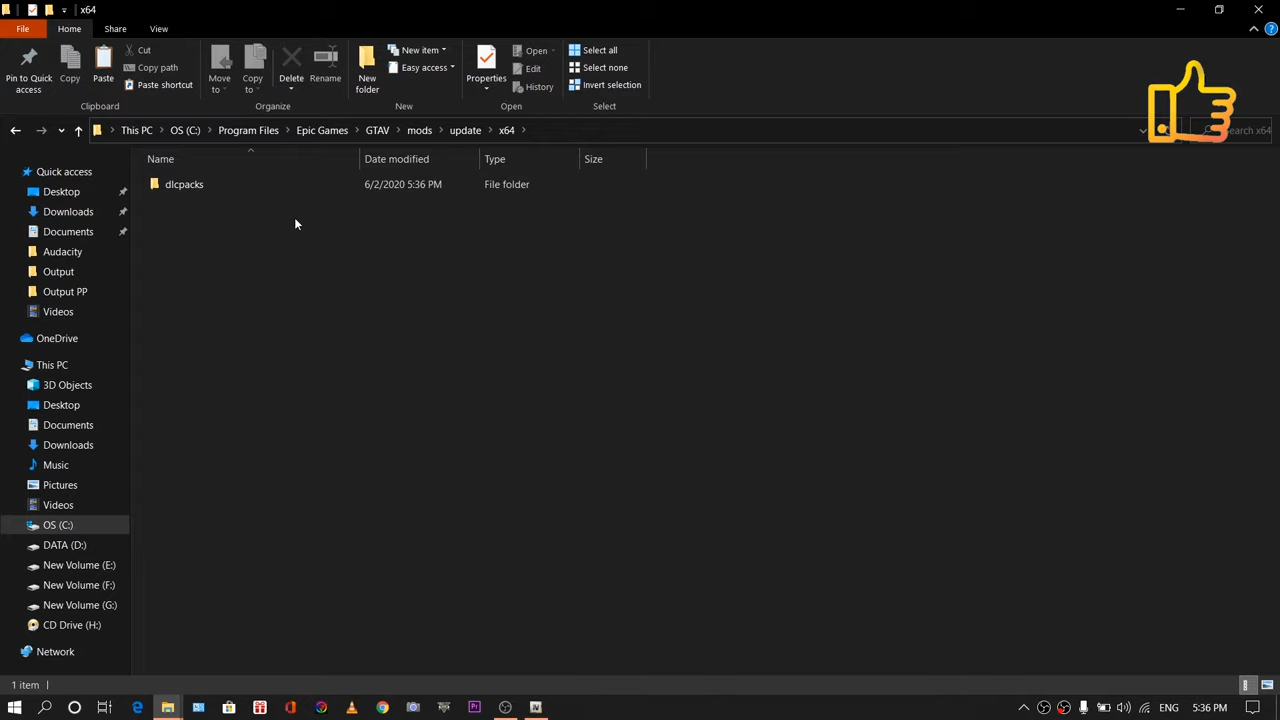 x64
File Home Share View
Pin to Quick access
Copy
Paste
Cut
Copy path
Paste shortcut
Clipboard
Move to
Copy to
Delete
Rename
Organize
New folder
New item
Easy access
New
Properties
Open
Edit
History
Open
Select all
Select none
Invert selection
Select
This PC > OS (C:) > Program Files > Epic Games > GTAV > mods > update > x64 >
Search x64
Name Date modified Type Size
dlcpacks 6/2/2020 5:36 PM File folder
Quick access
Desktop
Downloads
Documents
Audacity
Output
Output PP
Videos
OneDrive
This PC
3D Objects
Desktop
Documents
Downloads
Music
Pictures
Videos
OS (C:)
DATA (D:)
New Volume (E:)
New Volume (F:)
New Volume (G:)
CD Drive (H:)
Network
1 item
Pr
ENG 5:36 PM